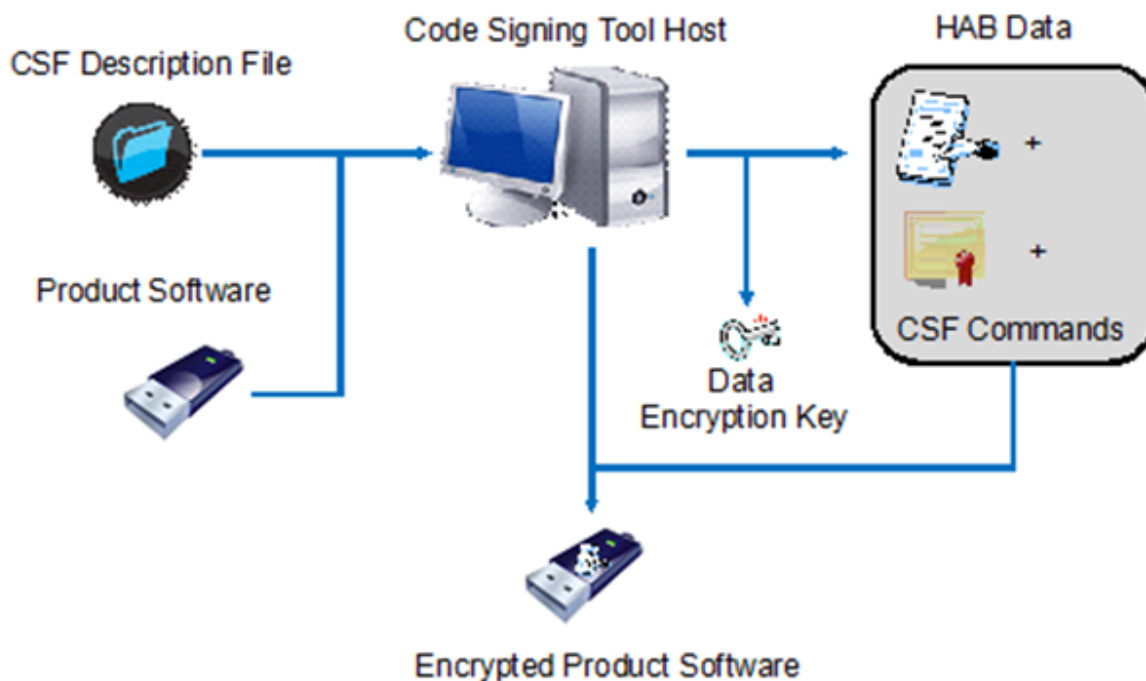 Code Signing Tool Host
HAB Data
CSF Description File
+
Product Software
+
CSF Commands
Data
Encryption Key
Encrypted Product Software